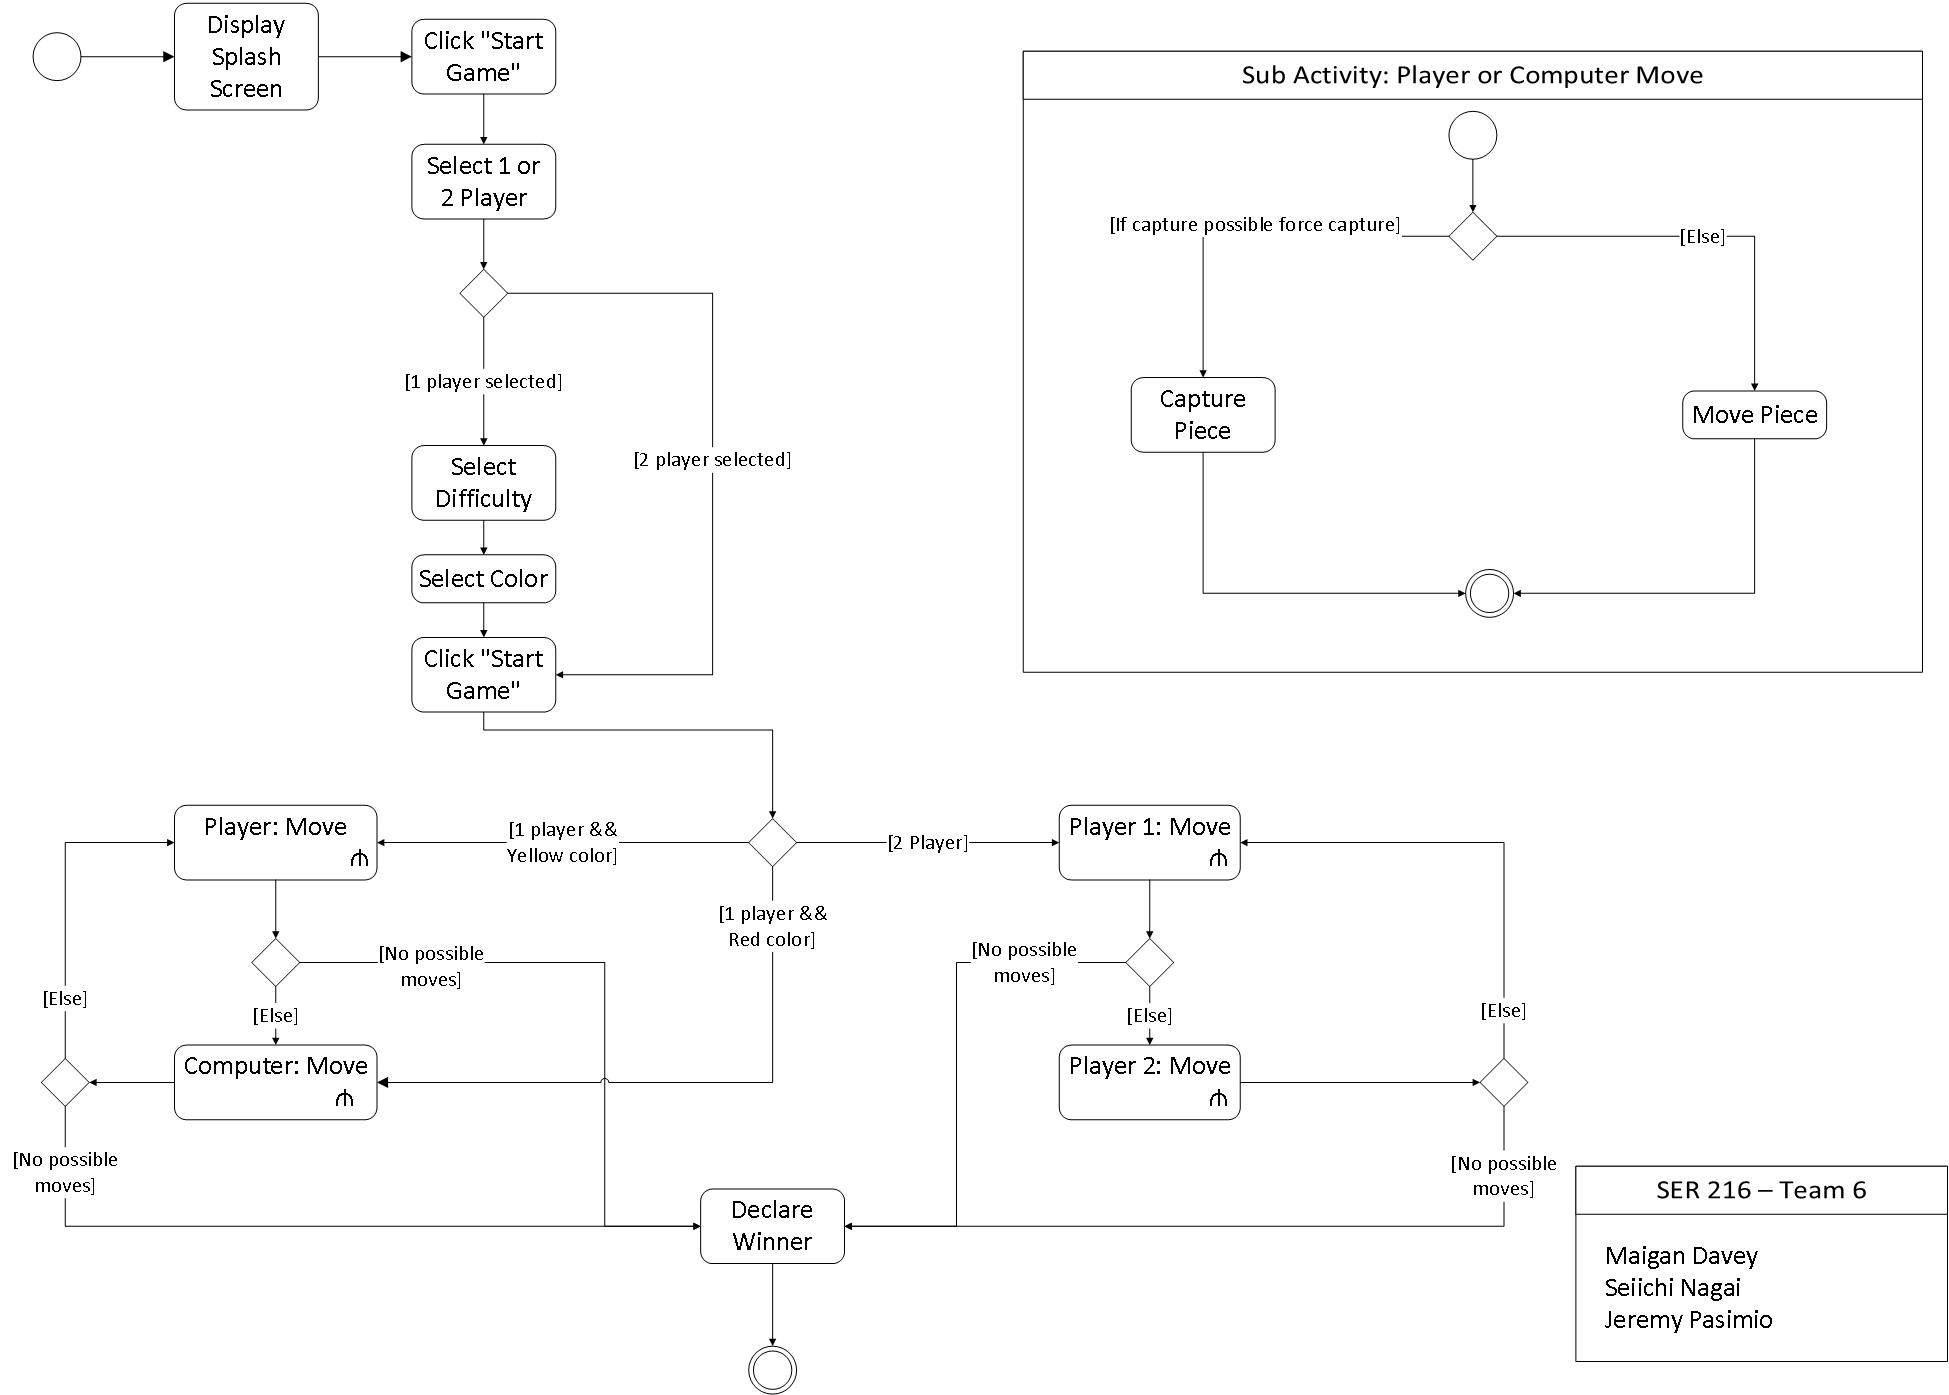 Display
Splash
Screen
Click "Start
Game"
Select 1 or
2 Player
[1 player selected]
[2 player selected]
Select
Difficulty
Select Color
Click "Start
Game"
Sub Activity: Player or Computer Move
[If capture possible force capture]
[Else]
Capture
Piece
Move Piece
Player: Move
[1 player &&
Yellow color]
[2 Player]
Player 1: Move
[1 player &&
Red color]
[No possible
moves]
[No possible
moves]
[Else]
[Else]
[Else]
[Else]
Computer: Move
Player 2: Move
[No possible
moves]
[No possible
moves]
Declare
Winner
SER 216 – Team 6
Maigan Davey
Seiichi Nagai
Jeremy Pasimio